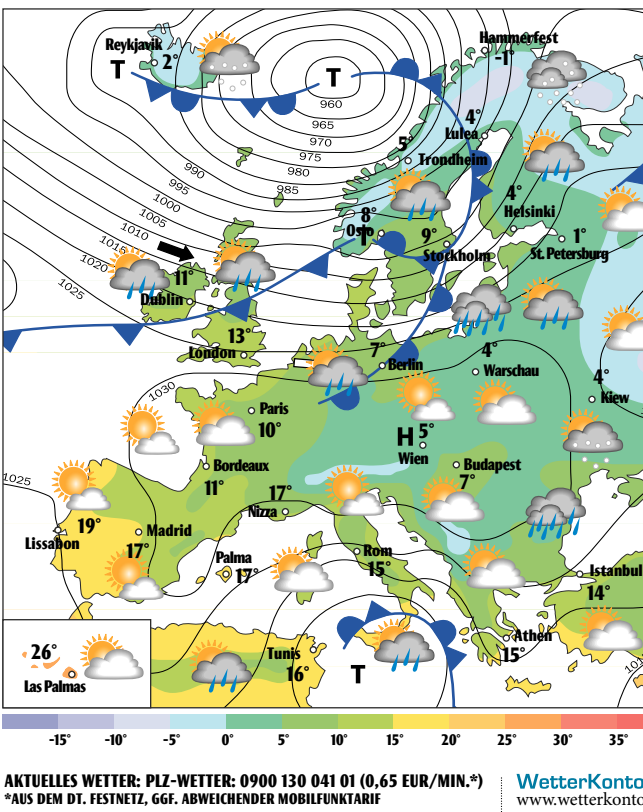 Reykjavik
2°
T
T
Hammerfest
-1°
960
965
970
975
980
985
990
995
1000
1005
1010
1015
1020
1025
4°
Lulea
5°
Trondheim
4°
Helsinki
8°
Oslo
T
9°
Stockholm
1°
St. Petersburg
11°
Dublin
13°
London
7°
Berlin
4°
Warschau
4°
Kiew
1030
Paris
10°
H
5°
Wien
Bordeaux
11°
Budapest
7°
1025
17°
Nizza
19°
Lissabon
Madrid
17°
Palma
17°
Rom
15°
Istanbul
14°
Athen
15°
26°
Las Palmas
Tunis
16°
T
-15° -10° -5° 0° 5° 10° 15° 20° 25° 30° 35°
AKTUELLES WETTER: PLZ-WETTER: 0900 130 041 01 (0,65 EUR/MIN.*)
*AUS DEM DT. FESTNETZ, GGF. ABWEICHENDER MOBILFUNKTARIF
WetterKonto
www.wetterkonto